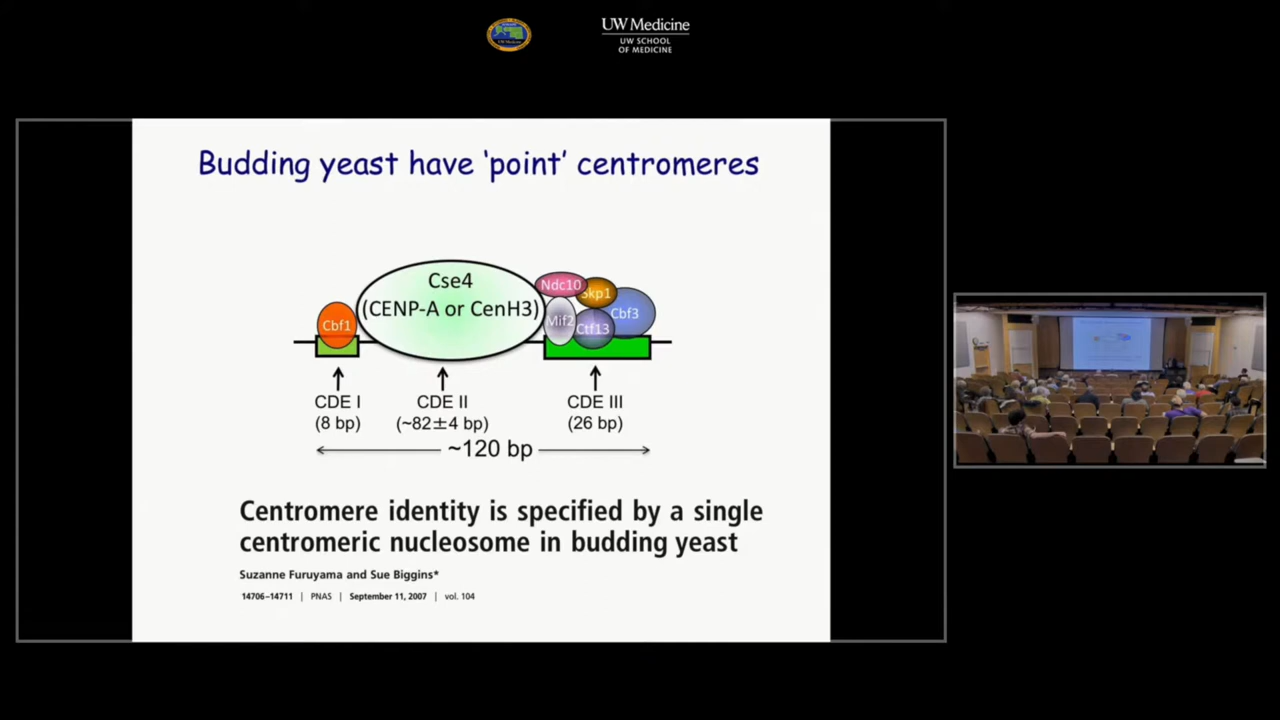 UW Medicine
UW SCHOOL
OF MEDICINE
Budding yeast have ‘point’ centromeres
Cse4
(CENP-A or CenH3)
Cbf1
Ndc10
Skp1
Mif2
Ctf13
Cbf3
CDE I
(8 bp)
CDE II
(~82±4 bp)
CDE III
(26 bp)
~120 bp
Centromere identity is specified by a single
centromeric nucleosome in budding yeast
Suzanne Furuyama and Sue Biggins*
14706–14711 | PNAS | September 11, 2007 | vol. 104